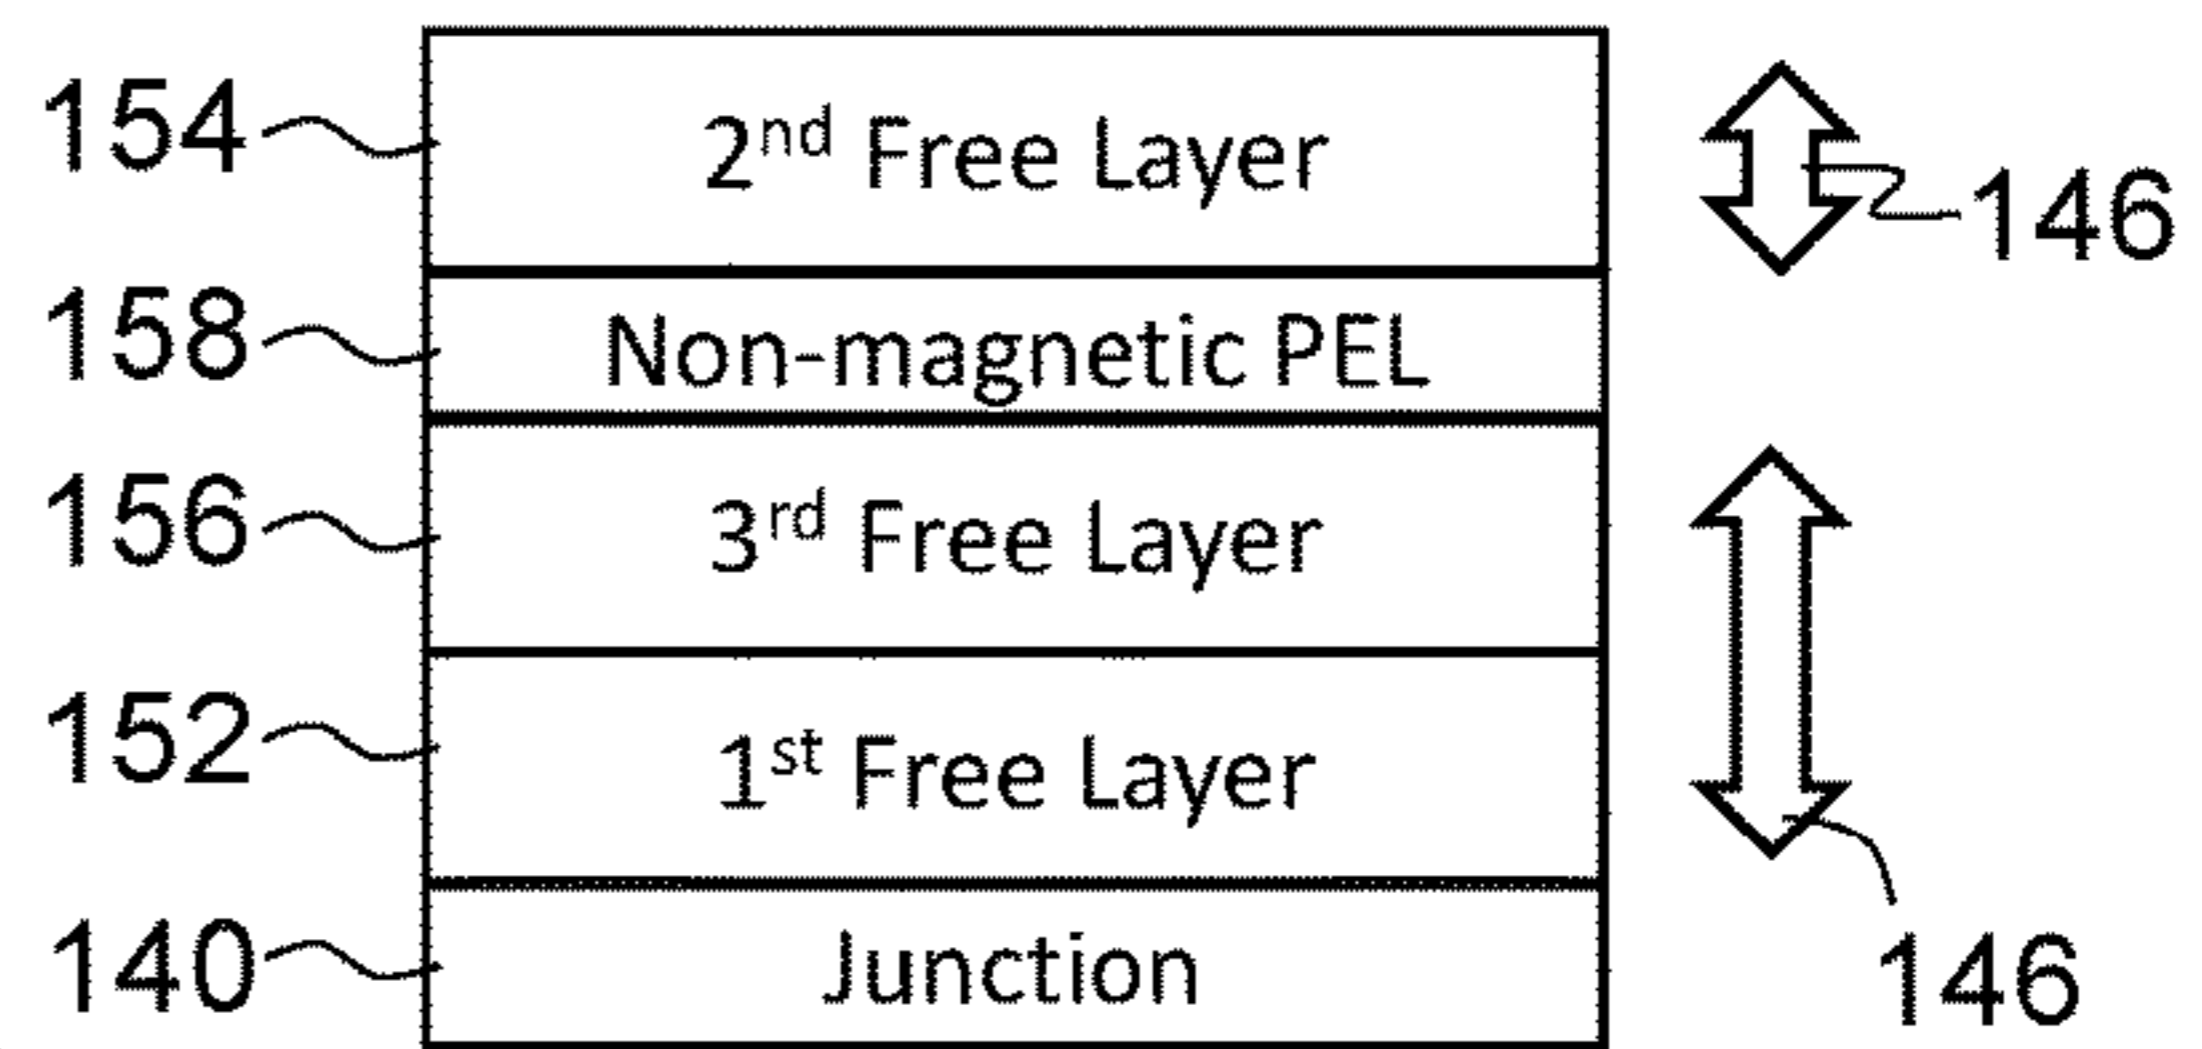 154 2nd Free Layer 146
158 Non-magnetic PEL
156 3rd Free Layer
152 1st Free Layer
140 Junction 146